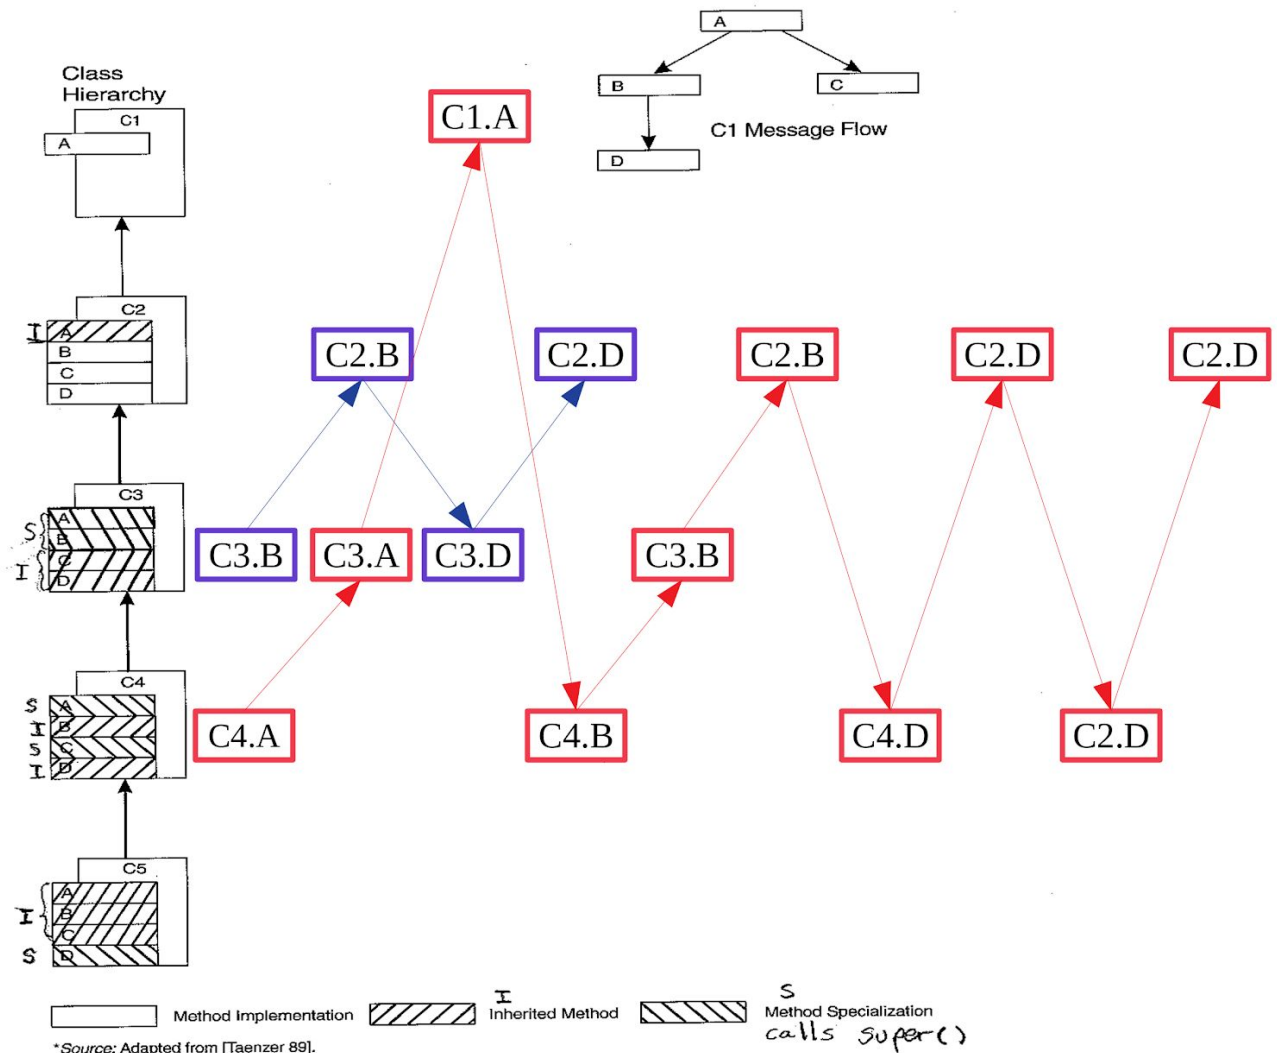 A
B
C
D
C1 Message Flow
Class
Hierarchy
C1
A
C1.A
C2
I
A
B
C
D
C2.B
C2.D
C2.B
C2.D
C2.D
C3
S
I
A
B
C
D
C3.B
C3.A
C3.D
C3.B
C4
S
A
I
B
S
C
I
D
C4.A
C4.B
C4.D
C2.D
C5
I
A
B
C
S
D
Method Implementation
I
Inherited Method
S
Method Specialization
calls super()
*Source: Adapted from [Taenzer 89].